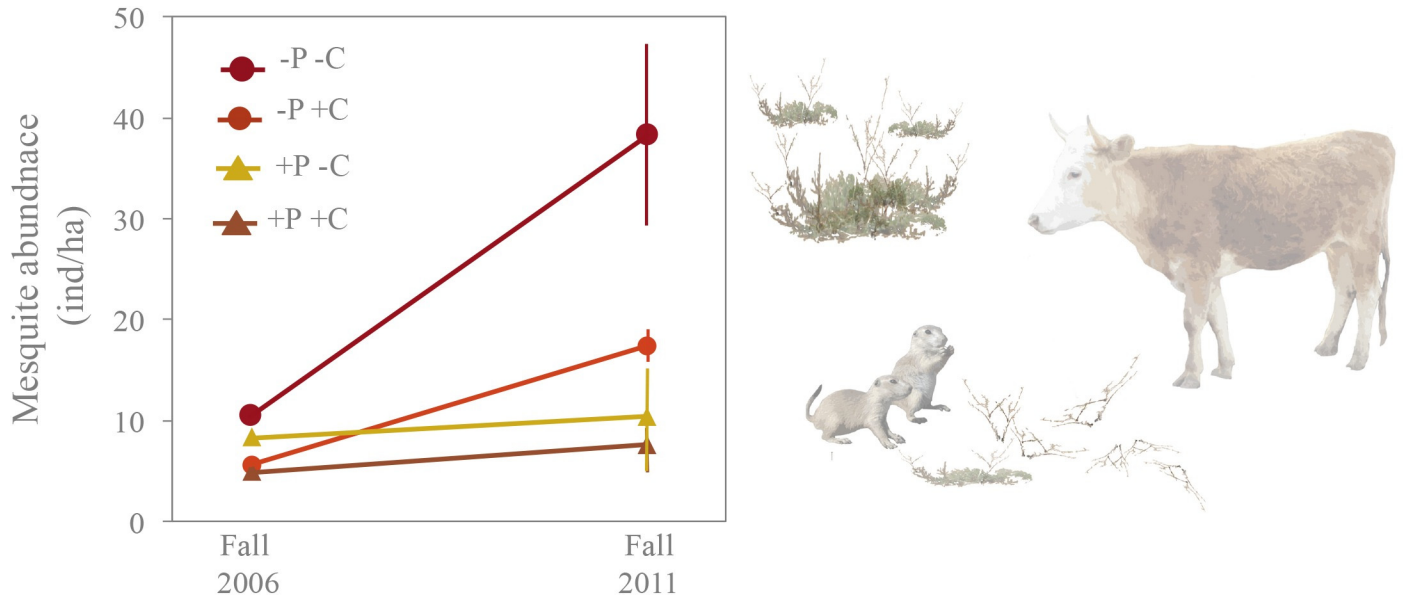 Mesquite abundnace
(ind/ha)
50
40
30
20
10
0
-P -C
-P +C
+P -C
+P +C
Fall
2006
Fall
2011